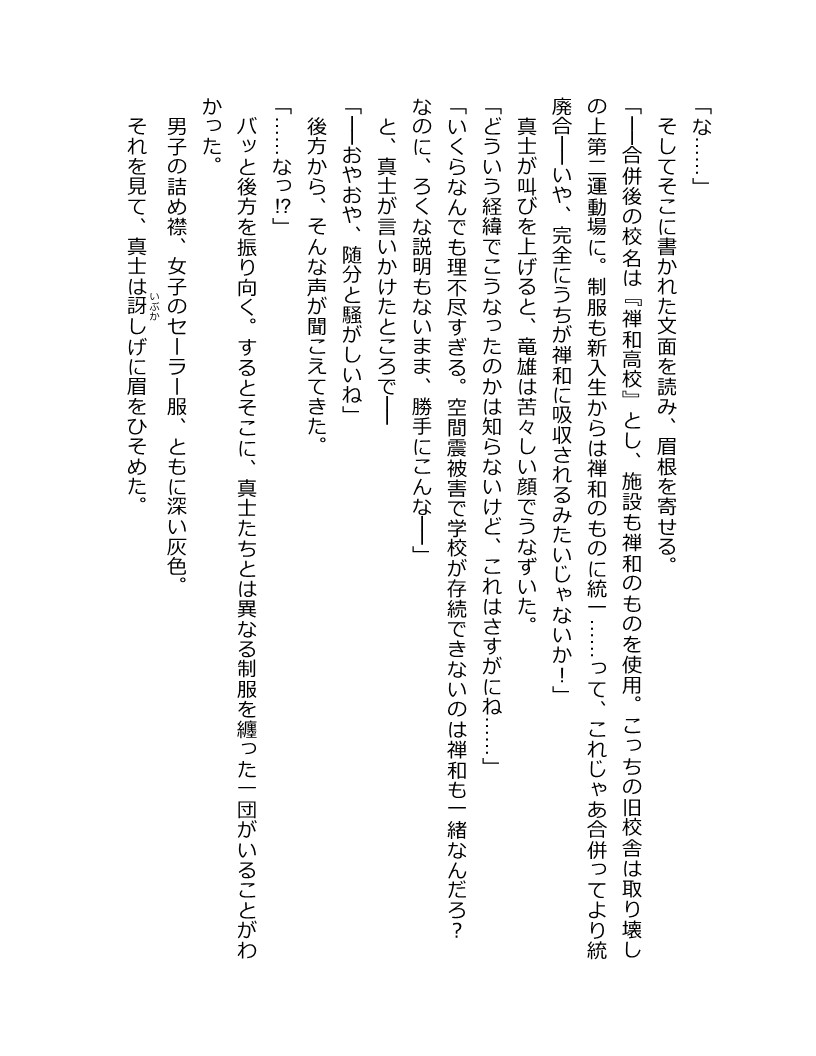 「な……」
そしてそこに書かれた文面を読み、眉根を寄せる。
「──合併後の校名は『禅和高校』とし、施設も禅和のものを使用。こっちの旧校舎は取り壊し
の上第二運動場に。制服も新入生からは禅和のものに統一……って、これじゃあ合併ってより統
廃合──いや、完全にうちが禅和に吸収されるみたいじゃないか！」
真士が叫びを上げると、竜雄は苦々しい顔でうなずいた。
「どういう経緯でこうなったのかは知らないけど、これはさすがにね……」
「いくらなんでも理不尽すぎる。空間震被害で学校が存続できないのは禅和も一緒なんだろ？
なのに、ろくな説明もないまま、勝手にこんな──」
と、真士が言いかけたところで──
「──おやおや、随分と騒がしいね」
後方から、そんな声が聞こえてきた。
「……なっ!?」
バッと後方を振り向く。するとそこに、真士たちとは異なる制服を纏った一団がいることがわ
かった。
男子の詰め襟、女子のセーラー服、ともに深い灰色。
それを見て、真士は訝いぶかしげに眉をひそめた。